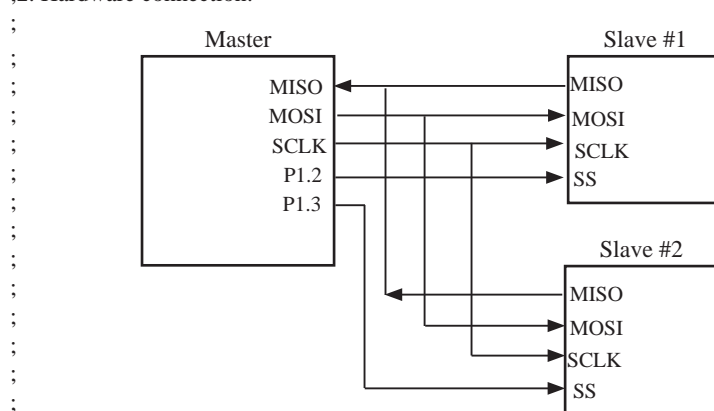 ;2. Hardware connection:
;
; Master Slave #1
;
; MISO MISO
; MOSI MOSI
; SCLK SCLK
; P1.2 SS
; P1.3
;
; Slave #2
; MISO
; MOSI
; SCLK
; SS
;